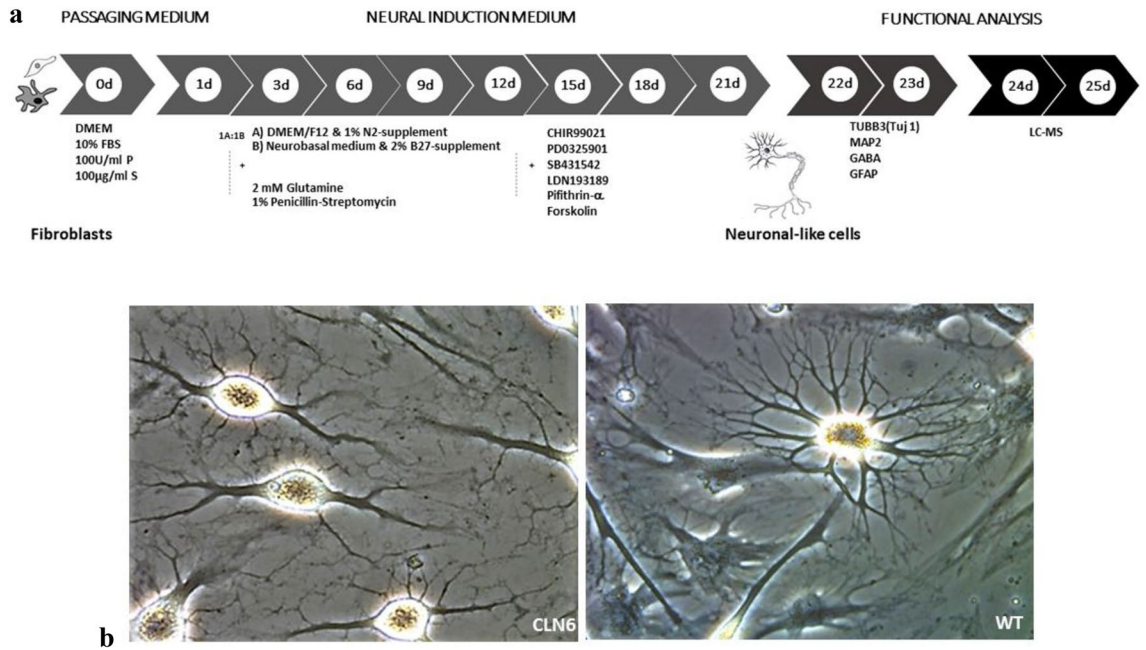 a
PASSAGING MEDIUM
NEURAL INDUCTION MEDIUM
FUNCTIONAL ANALYSIS
0d
1d
3d
6d
9d
12d
15d
18d
21d
22d
23d
24d
25d
DMEM
10% FBS
100U/ml P
100µg/ml S
1A:1B
A) DMEM/F12 & 1% N2-supplement
B) Neurobasal medium & 2% B27-supplement
+
2 mM Glutamine
1% Penicillin-Streptomycin
+
CHIR99021
PD0325901
SB431542
LDN193189
Pifithrin-α
Forskolin
TUBB3(Tuj 1)
MAP2
GABA
GFAP
LC-MS
Fibroblasts
Neuronal-like cells
b
CLN6
WT